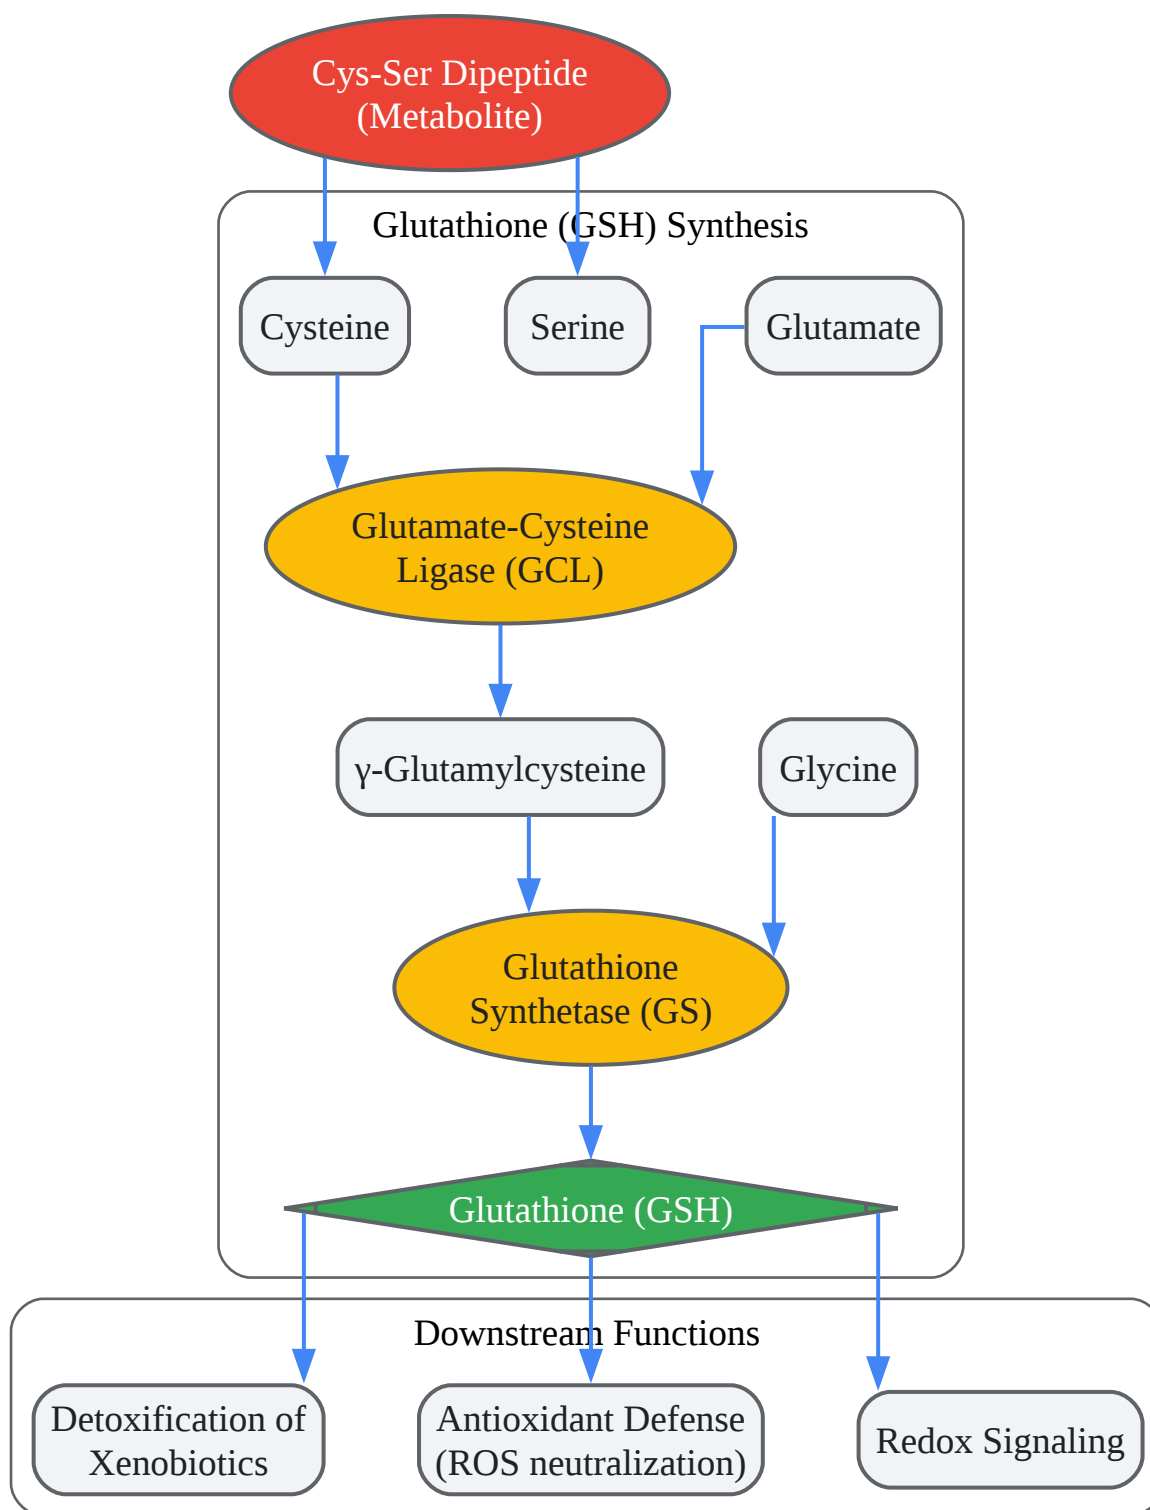 Cys-Ser Dipeptide
(Metabolite)
Glutathione (GSH) Synthesis
Cysteine
Serine
Glutamate
Glutamate-Cysteine
Ligase (GCL)
γ-Glutamylcysteine
Glycine
Glutathione
Synthetase (GS)
Glutathione (GSH)
Downstream Functions
Detoxification of
Xenobiotics
Antioxidant Defense
(ROS neutralization)
Redox Signaling